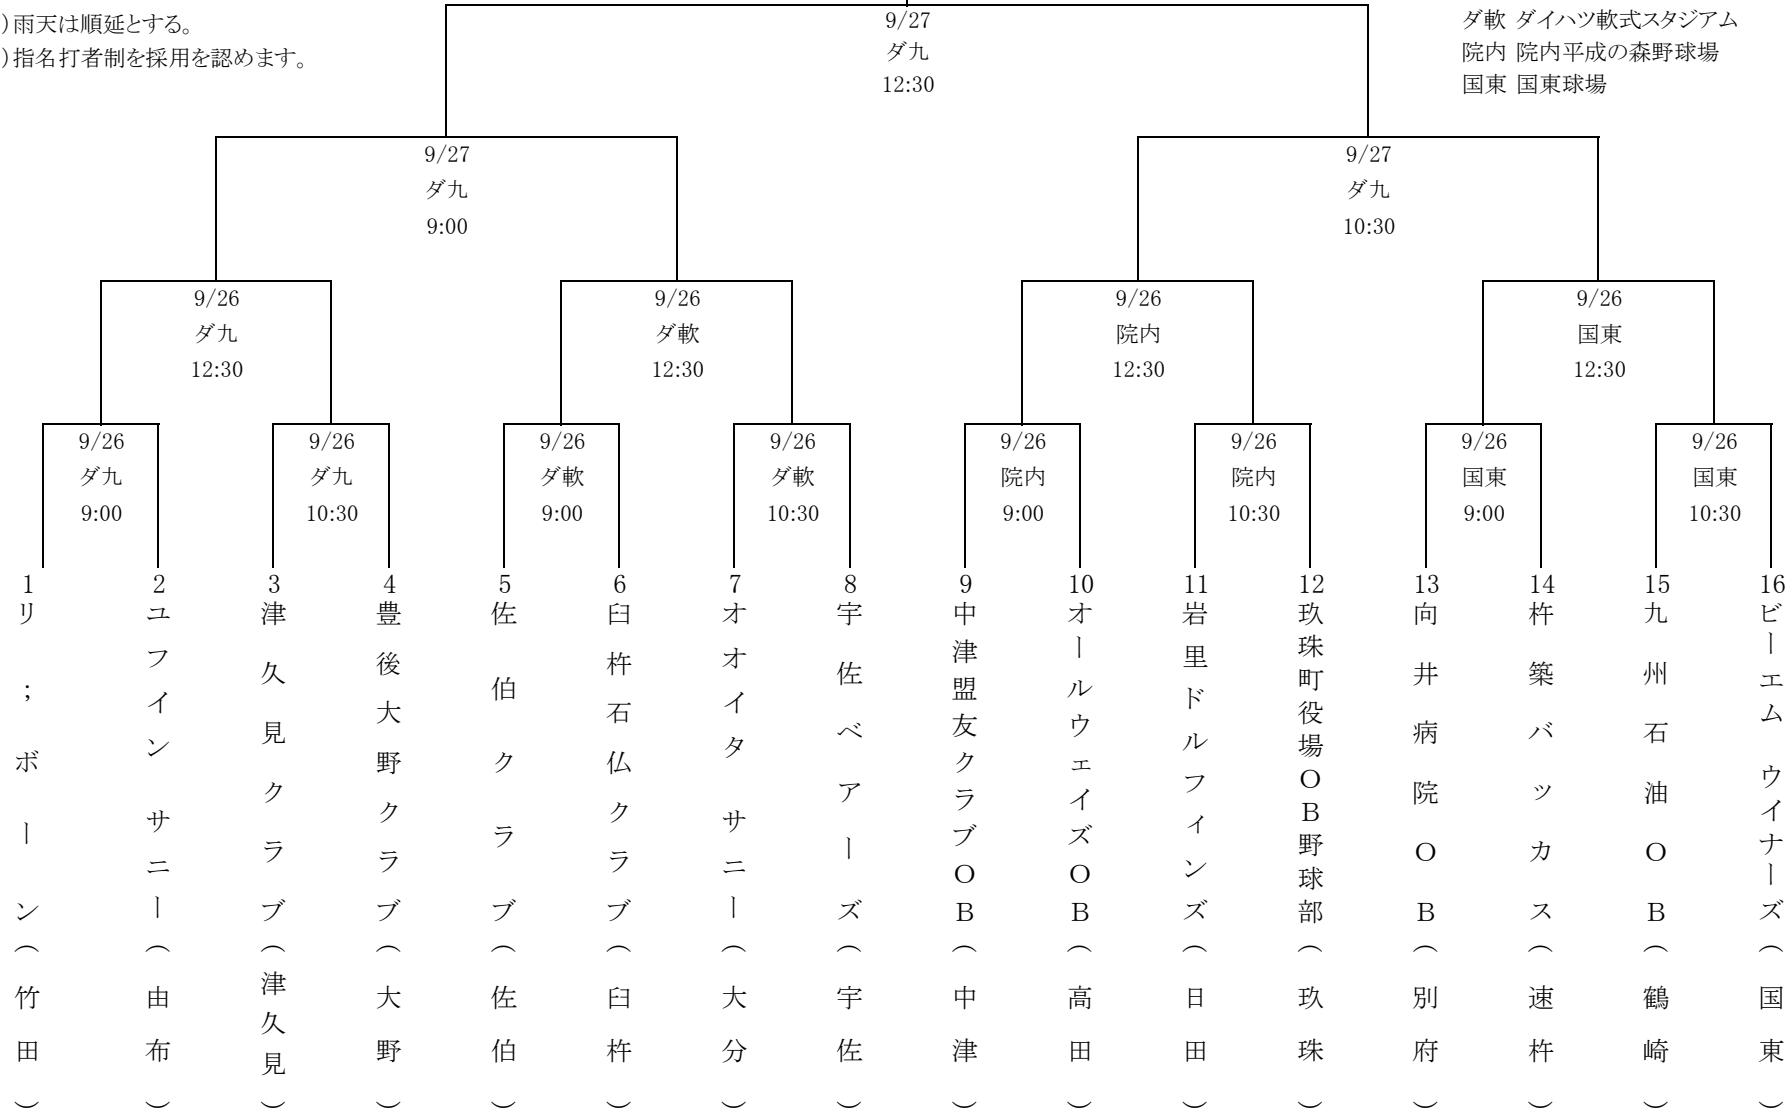 )雨天は順延とする。
)指名打者制を採用を認めます。
9/27
ダ九
12:30
ダ軟 ダイハツ軟式スタジアム
院内 院内平成の森野球場
国東 国東球場
9/27
ダ九
9:00
9/27
ダ九
10:30
9/26
ダ九
12:30
9/26
ダ軟
12:30
9/26
院内
12:30
9/26
国東
12:30
9/26
ダ九
9:00
9/26
ダ九
10:30
9/26
ダ軟
9:00
9/26
ダ軟
10:30
9/26
院内
9:00
9/26
院内
10:30
9/26
国東
9:00
9/26
国東
10:30
1
リ；ボーン(竹田)
2
ユフイン サニー(由布)
3
津久見クラブ(津久見)
4
豊後大野クラブ(大野)
5
佐伯クラブ(佐伯)
6
臼杵石仏クラブ(臼杵)
7
オオイタ サニー(大分)
8
宇佐ベアーズ(宇佐)
9
中津盟友クラブOB(中津)
10
オールウェイズOB(高田)
11
岩里ドルフィンズ(日田)
12
玖珠町役場OB野球部(玖珠)
13
向井病院OB(別府)
14
杵築バッカス(速杵)
15
九州石油OB(鶴崎)
16
ビーエム ウイナーズ(国東)